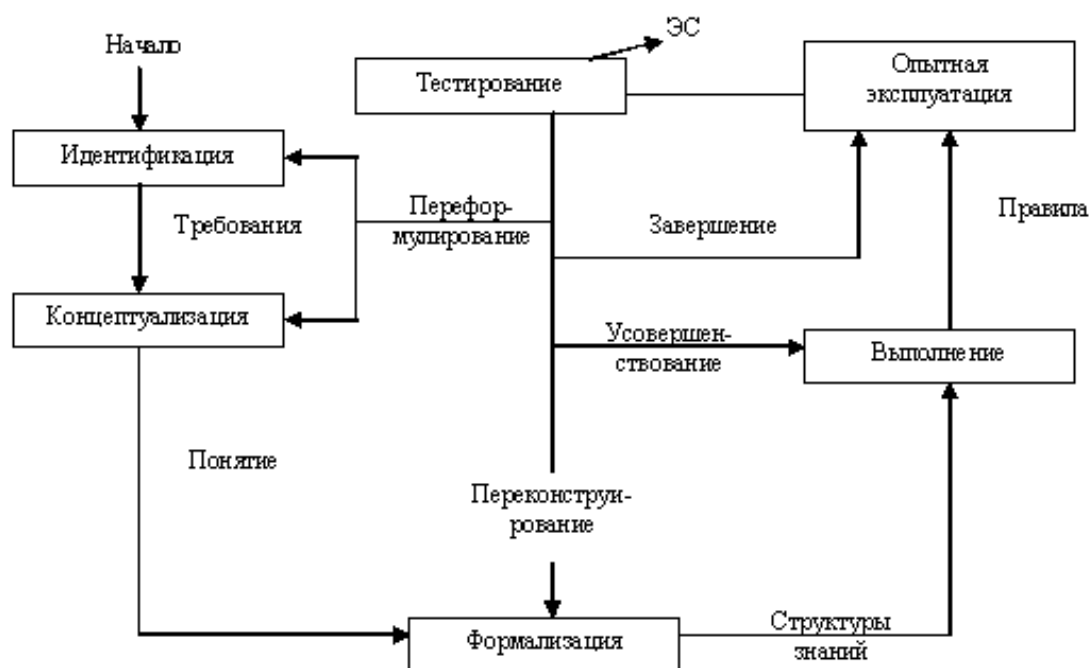 ЭС
Начало
Тестирование
Опытная
эксплуатация
Идентификация
Требования
Перефор-
мулирование
Завершение
Правила
Концептуализация
Усовершен-
ствование
Выполнение
Понятие
Переконструи-
рование
Формализация
Структуры
знаний